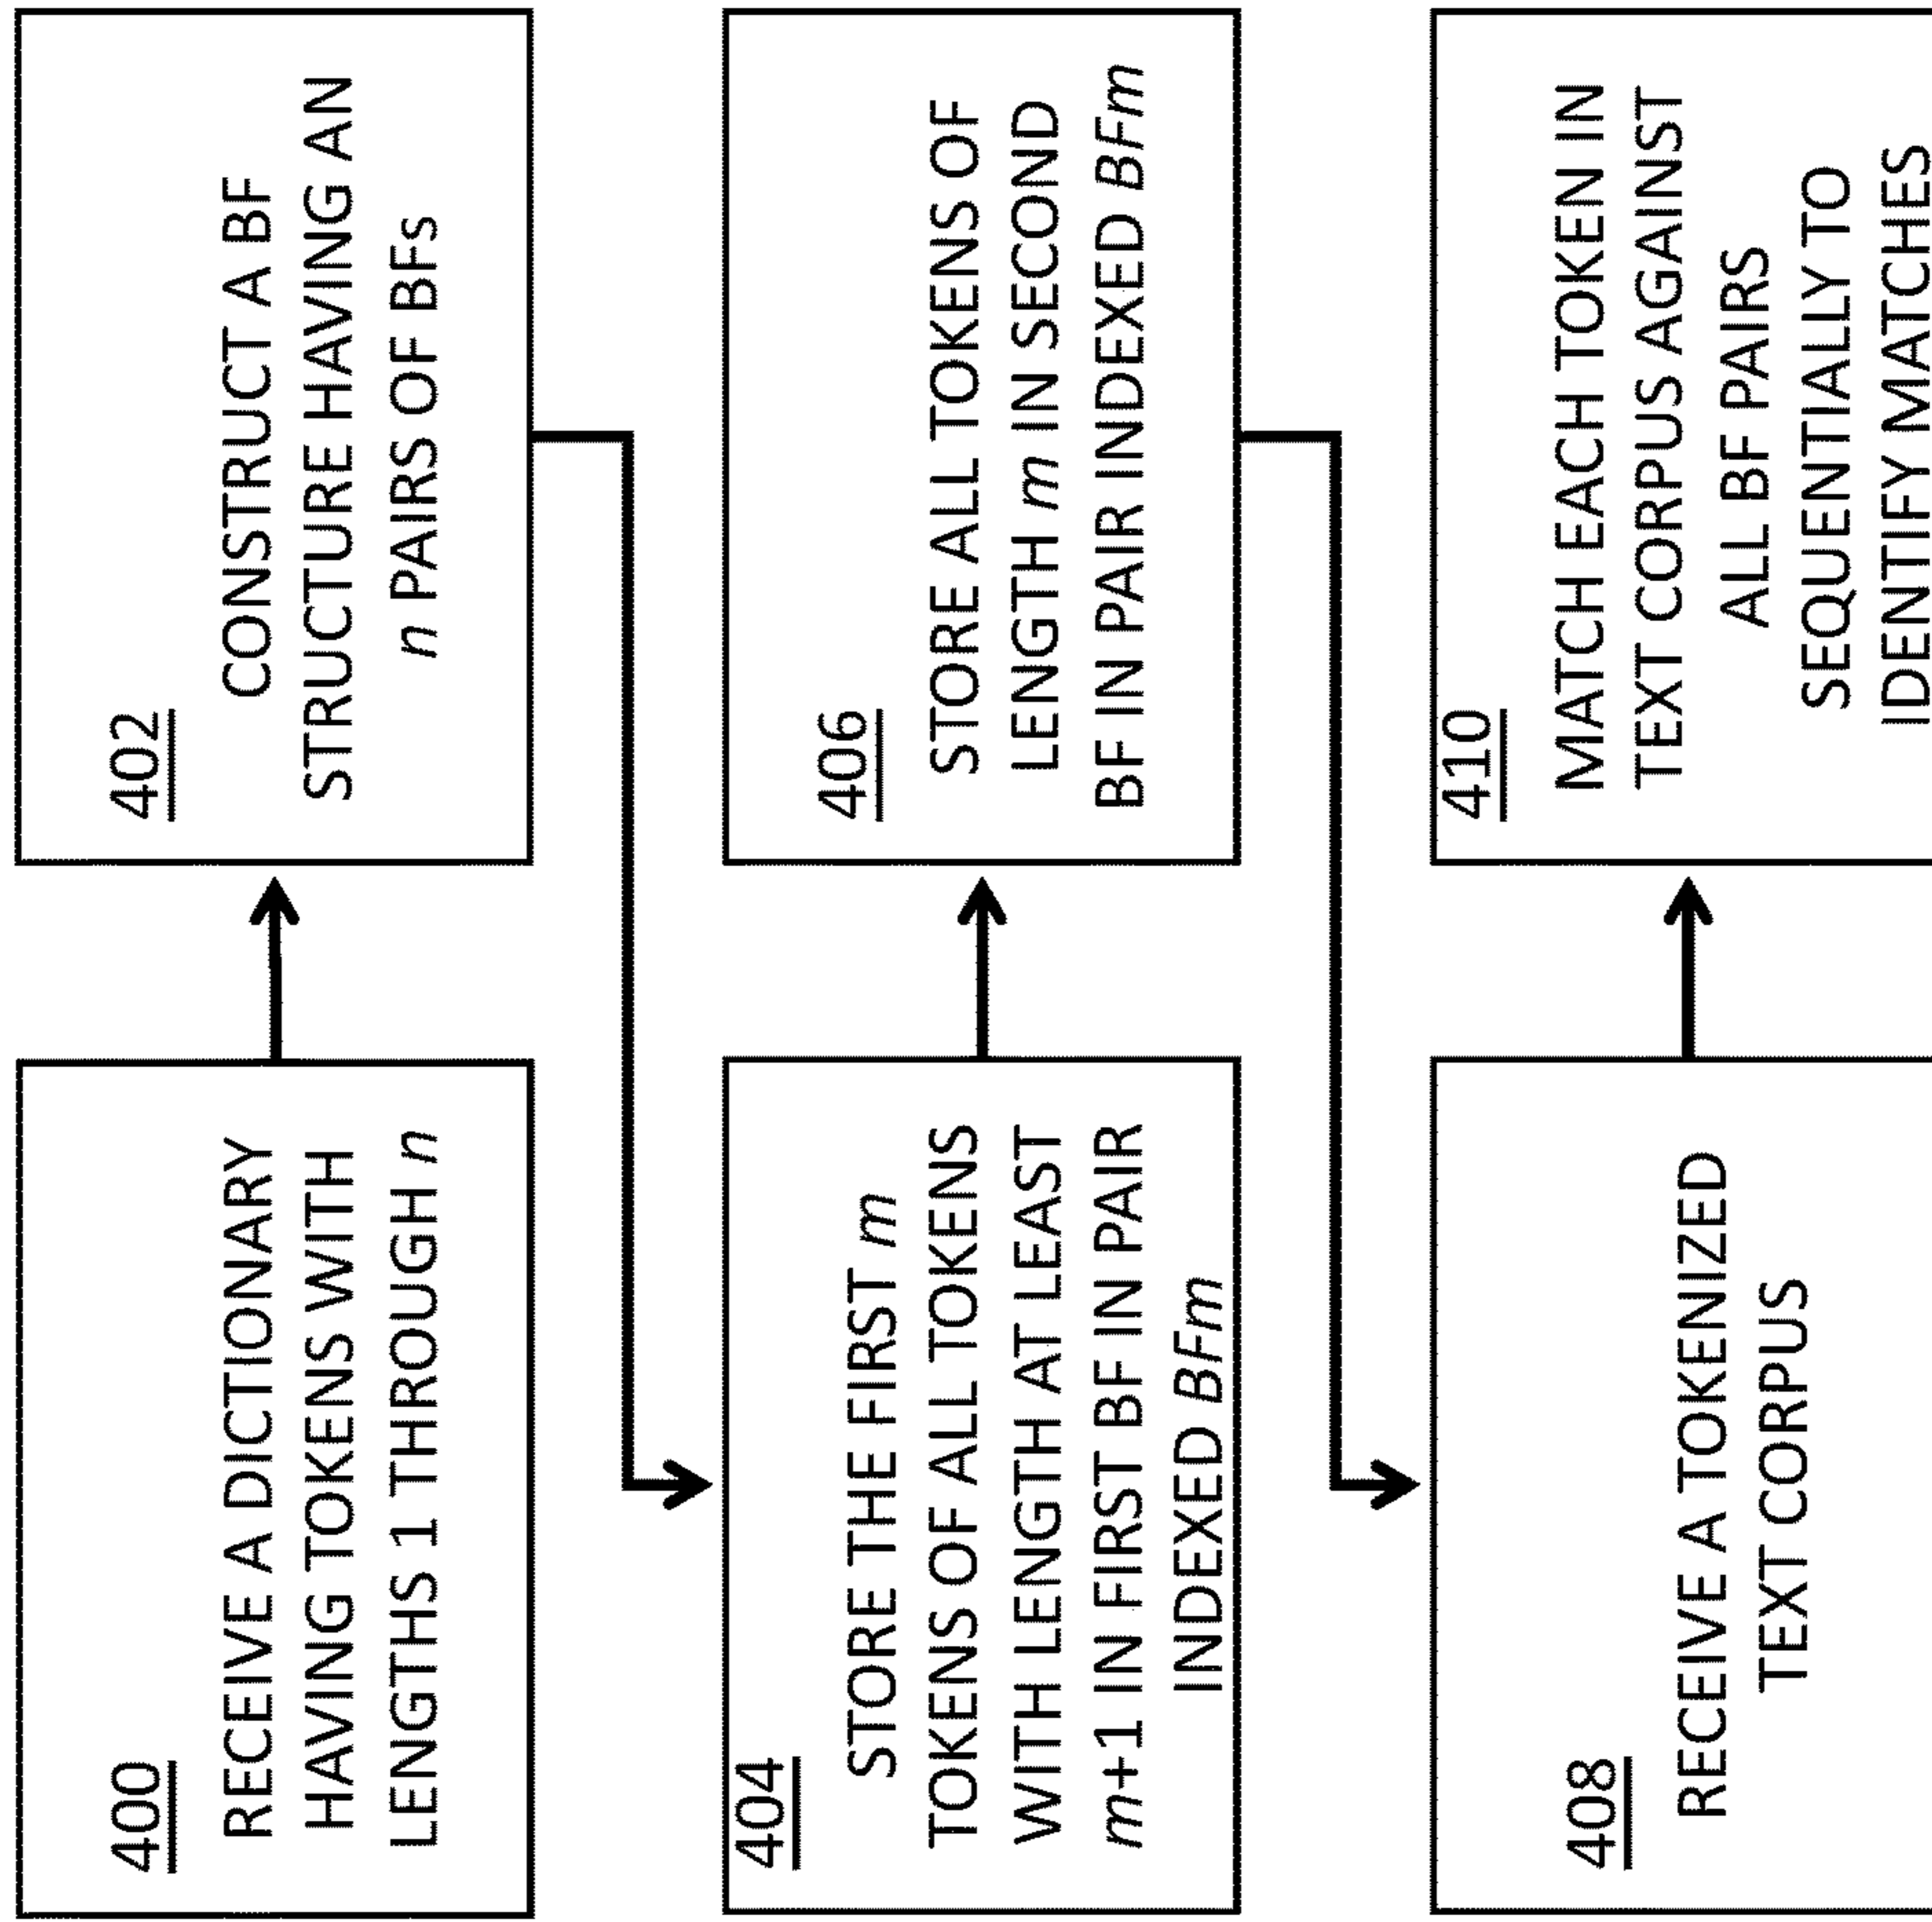 400
RECEIVE A DICTIONARY
HAVING TOKENS WITH
LENGTHS 1 THROUGH n
402
CONSTRUCT A BF
STRUCTURE HAVING AN
n PAIRS OF BFs
404
STORE THE FIRST m
TOKENS OF ALL TOKENS
WITH LENGTH AT LEAST
m+1 IN FIRST BF IN PAIR
INDEXED BFm
406
STORE ALL TOKENS OF
LENGTH m IN SECOND
BF IN PAIR INDEXED BFm
408
RECEIVE A TOKENIZED
TEXT CORPUS
410
MATCH EACH TOKEN IN
TEXT CORPUS AGAINST
ALL BF PAIRS
SEQUENTIALLY TO
IDENTIFY MATCHES